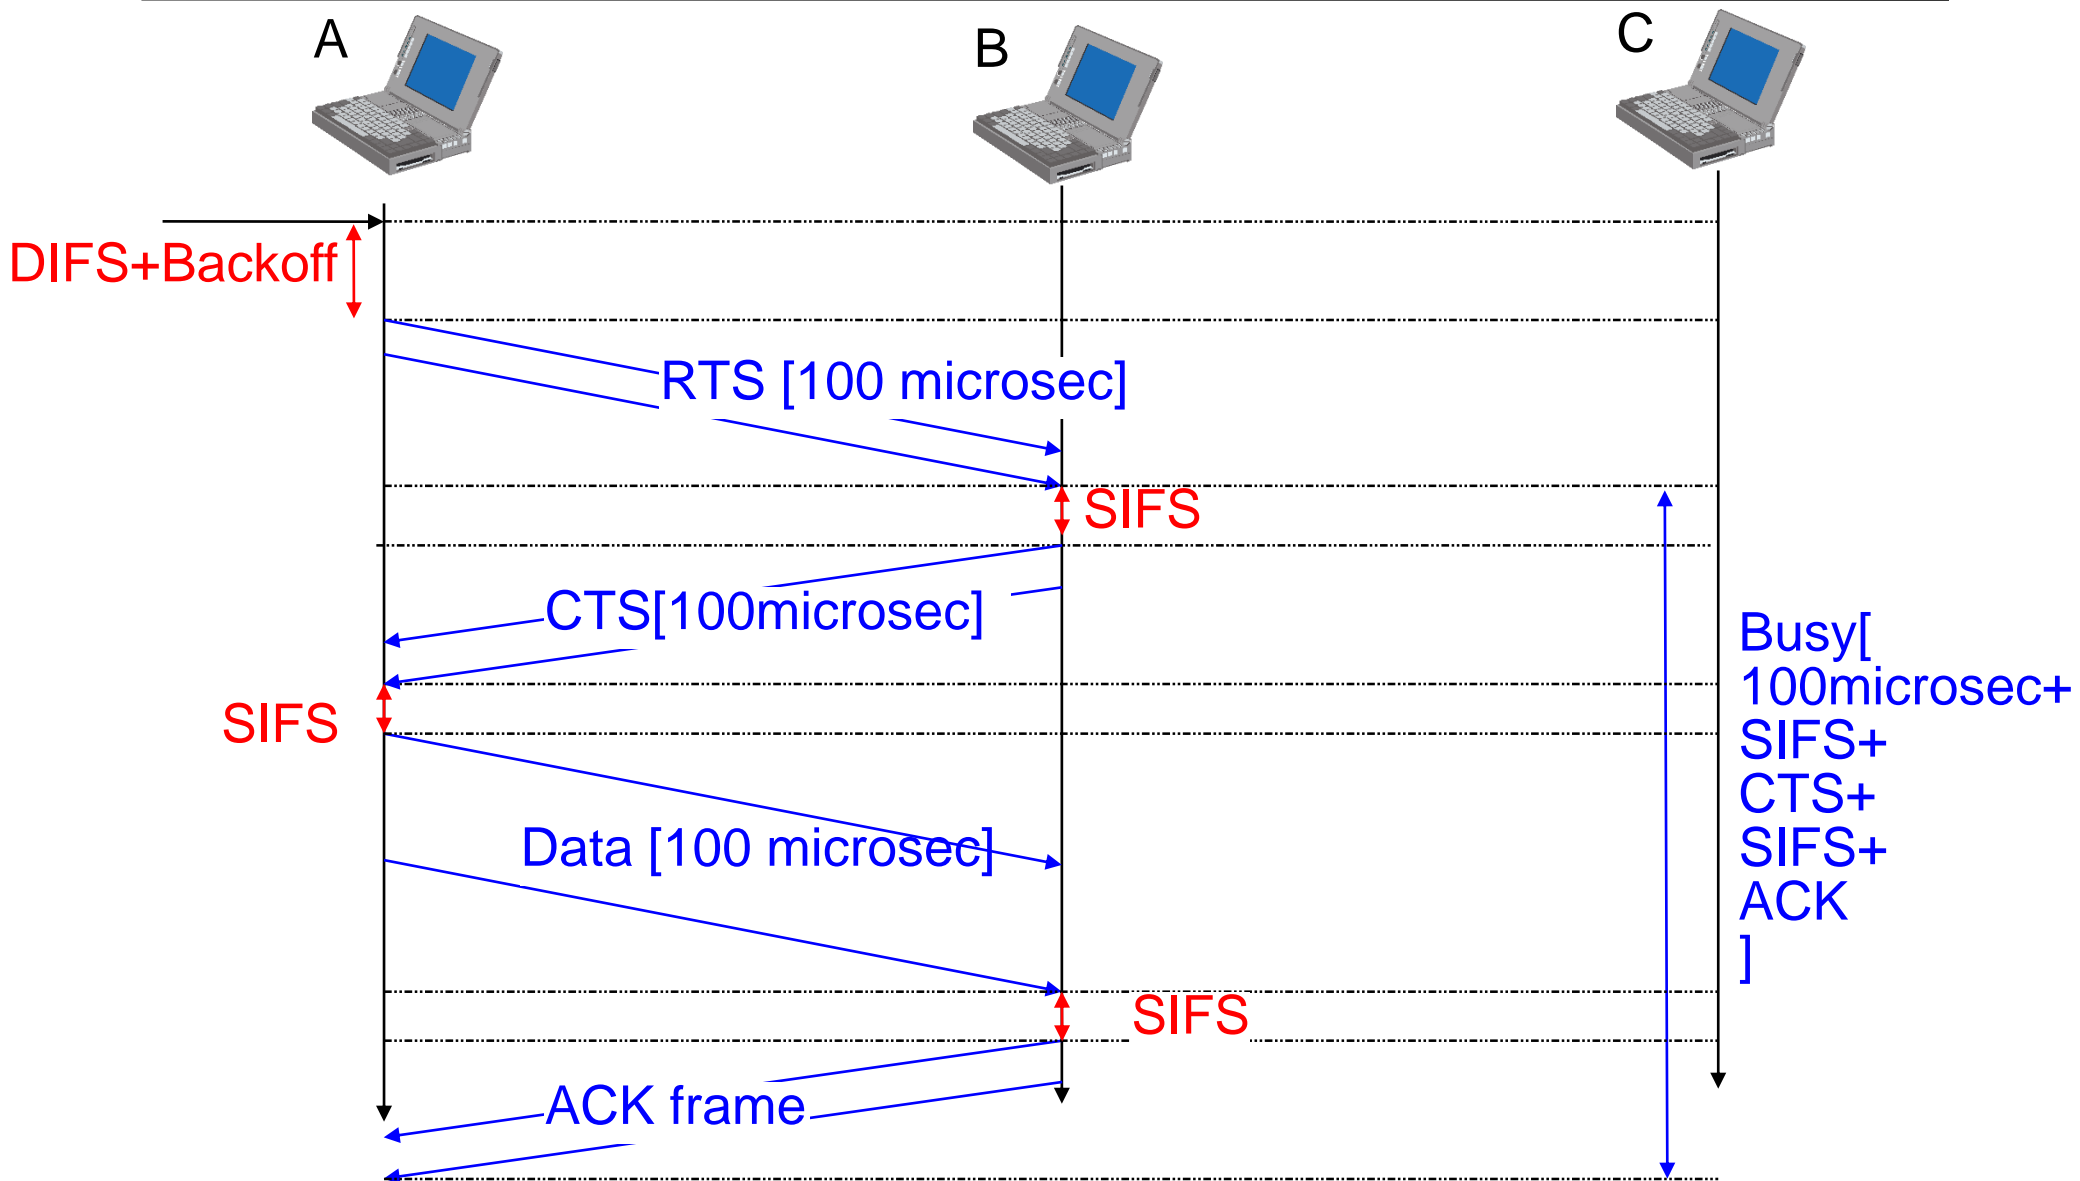 A
B
C
DIFS+Backoff
RTS [100 microsec]
SIFS
CTS[100microsec]
SIFS
Busy[
100microsec+
SIFS+
CTS+
SIFS+
ACK
]
Data [100 microsec]
SIFS
ACK frame